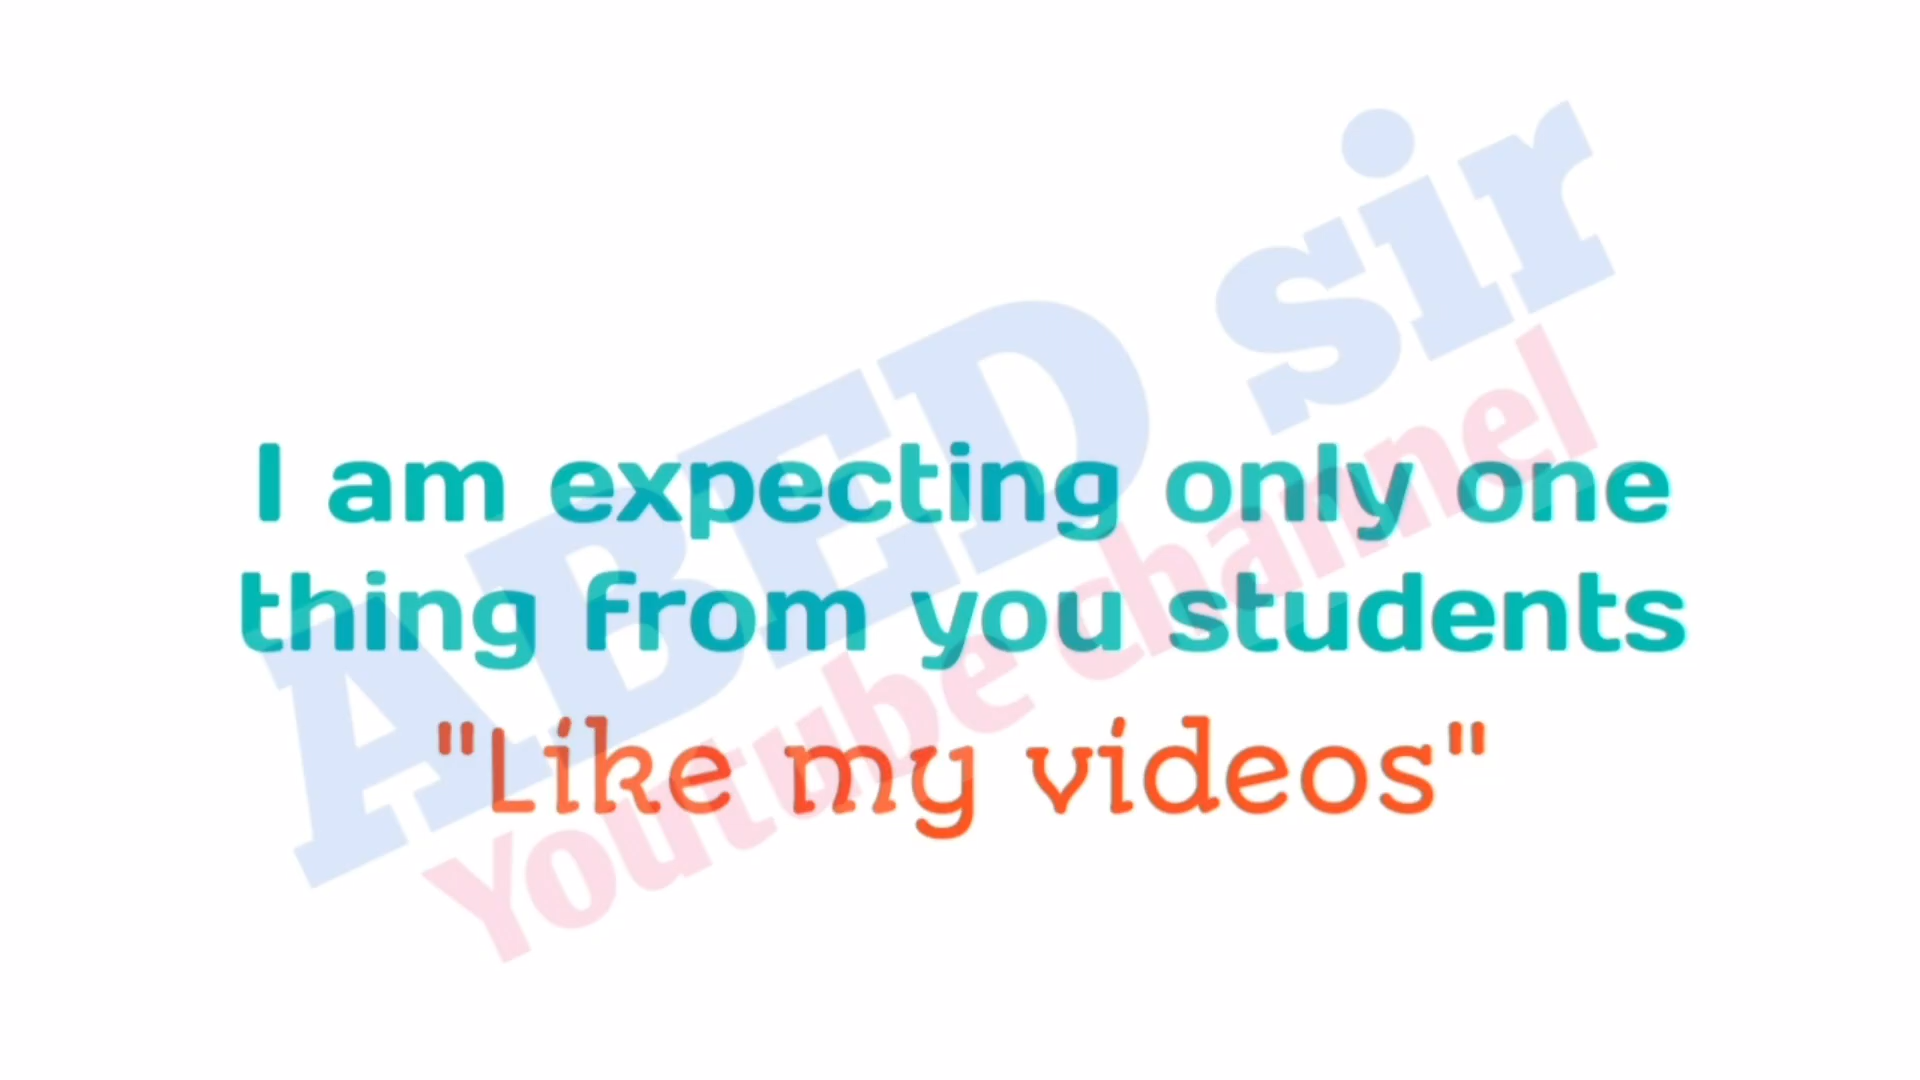 I am expecting only one
thing from you students
"Like my videos"
ABED sir
Youtube channel